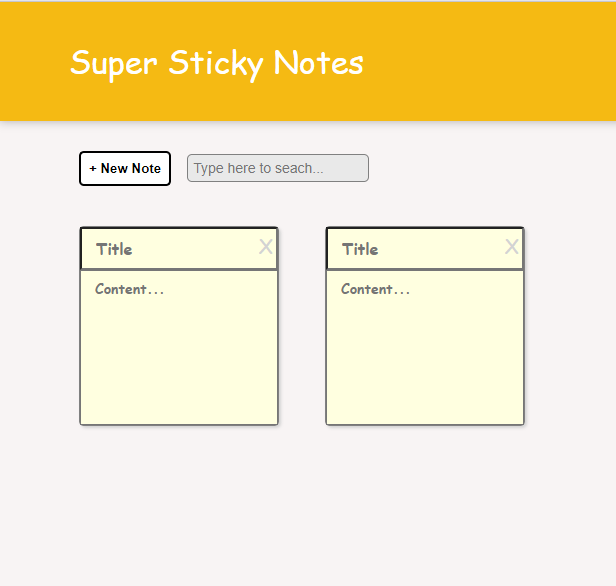 Super Sticky Notes
+ New Note
Type here to seach...
Title X
Content...
Title X
Content...